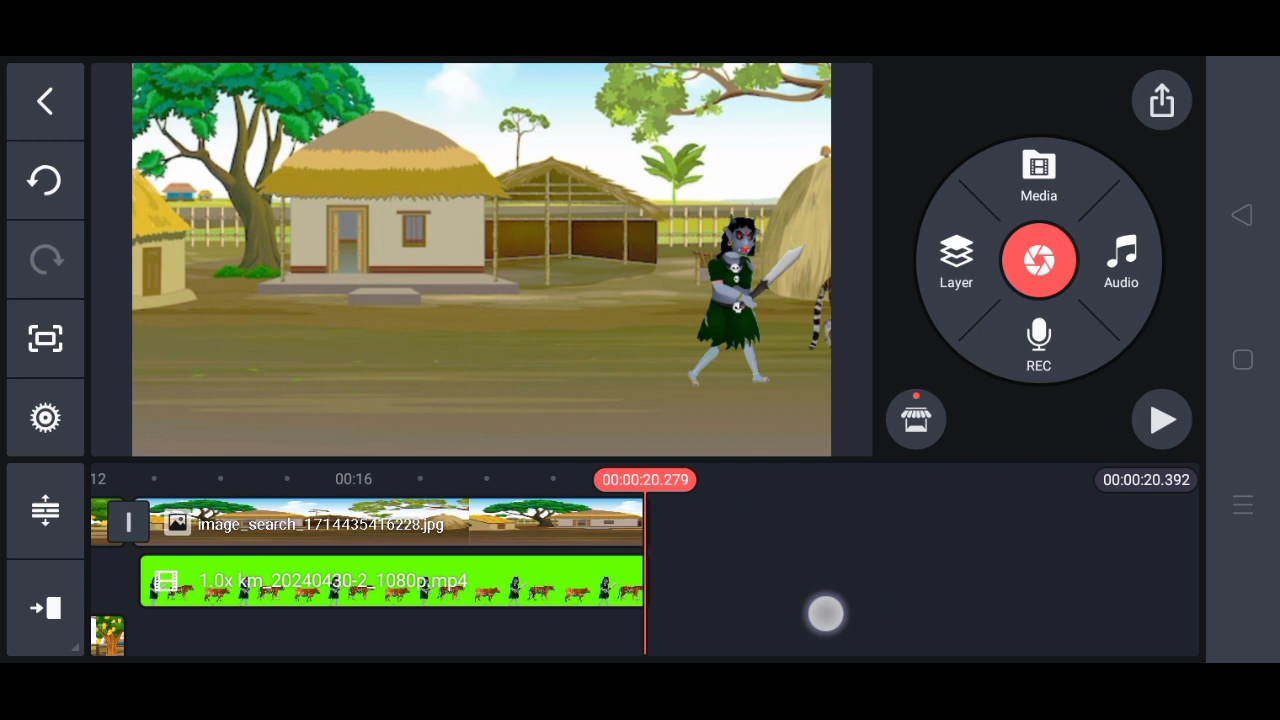 Media
Layer
Audio
REC
12
00:16
00:00:20.279
00:00:20.392
image_search_1714435416228.jpg
1.0x km_20240430-2_1080p.mp4